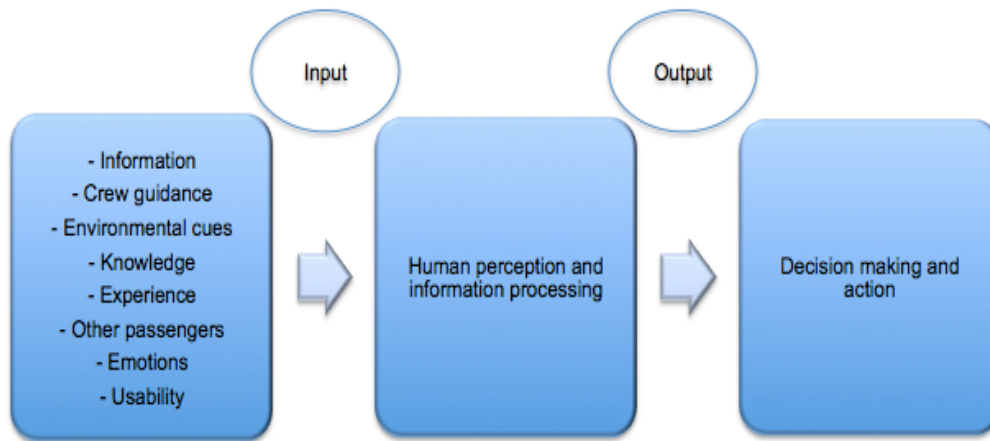 Input
Output
- Information
- Crew guidance
- Environmental cues
- Knowledge
- Experience
- Other passengers
- Emotions
- Usability
Human perception and
information processing
Decision making and
action